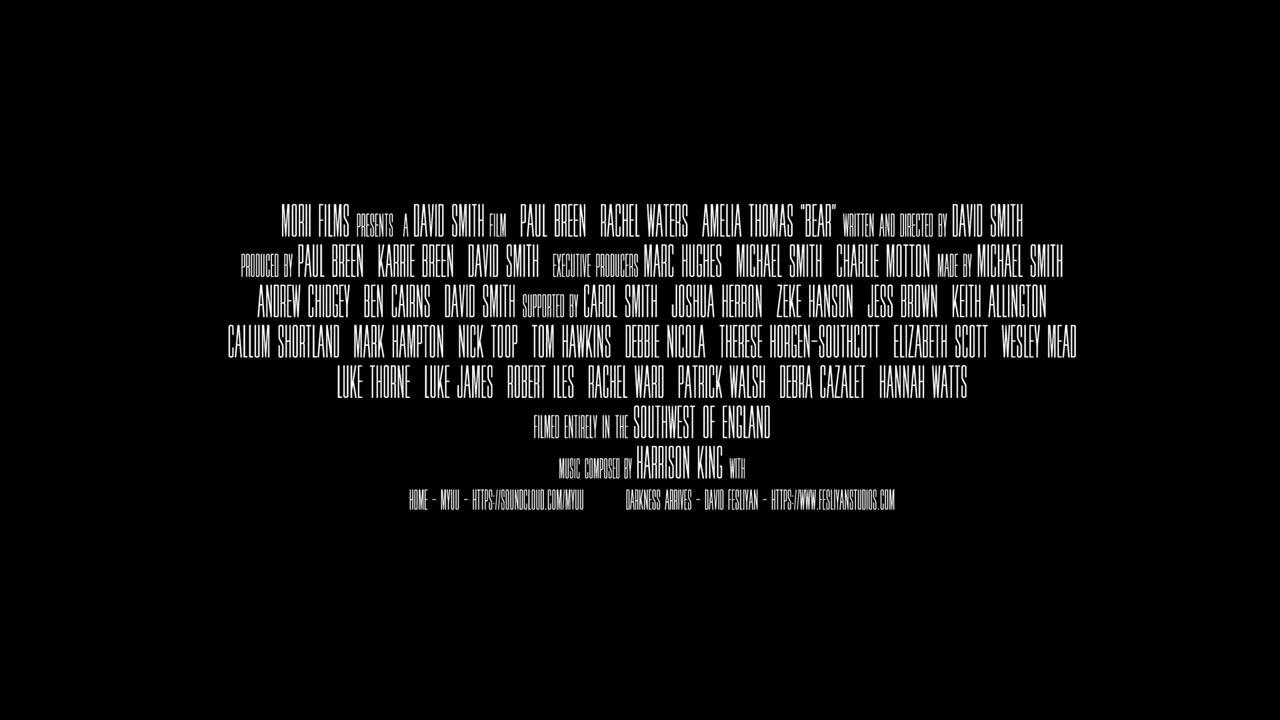 MORII FILMS PRESENTS A DAVID SMITH FILM PAUL BREEN RACHEL WATERS AMELIA THOMAS "BEAR" WRITTEN AND DIRECTED BY DAVID SMITH
PRODUCED BY PAUL BREEN KARRIE BREEN DAVID SMITH EXECUTIVE PRODUCERS MARC HUGHES MICHAEL SMITH CHARLIE MOTTON MADE BY MICHAEL SMITH
ANDREW CHIDGEY BEN CAIRNS DAVID SMITH SUPPORTED BY CAROL SMITH JOSHUA HERRON ZEKE HANSON JESS BROWN KEITH ALLINGTON
CALLUM SHORTLAND MARK HAMPTON NICK TOOP TOM HAWKINS DEBBIE NICOLA THERESE HORGEN-SOUTHCOTT ELIZABETH SCOTT WESLEY MEAD
LUKE THORNE LUKE JAMES ROBERT ILES RACHEL WARD PATRICK WALSH DEBRA CAZALET HANNAH WATTS
FILMED ENTIRELY IN THE SOUTHWEST OF ENGLAND
MUSIC COMPOSED BY HARRISON KING WITH
HOME - MYUU - HTTPS://SOUNDCLOUD.COM/MYUU DARKNESS ARRIVES - DAVID FESLIYAN - HTTPS://WWW.FESLIYANSTUDIOS.COM